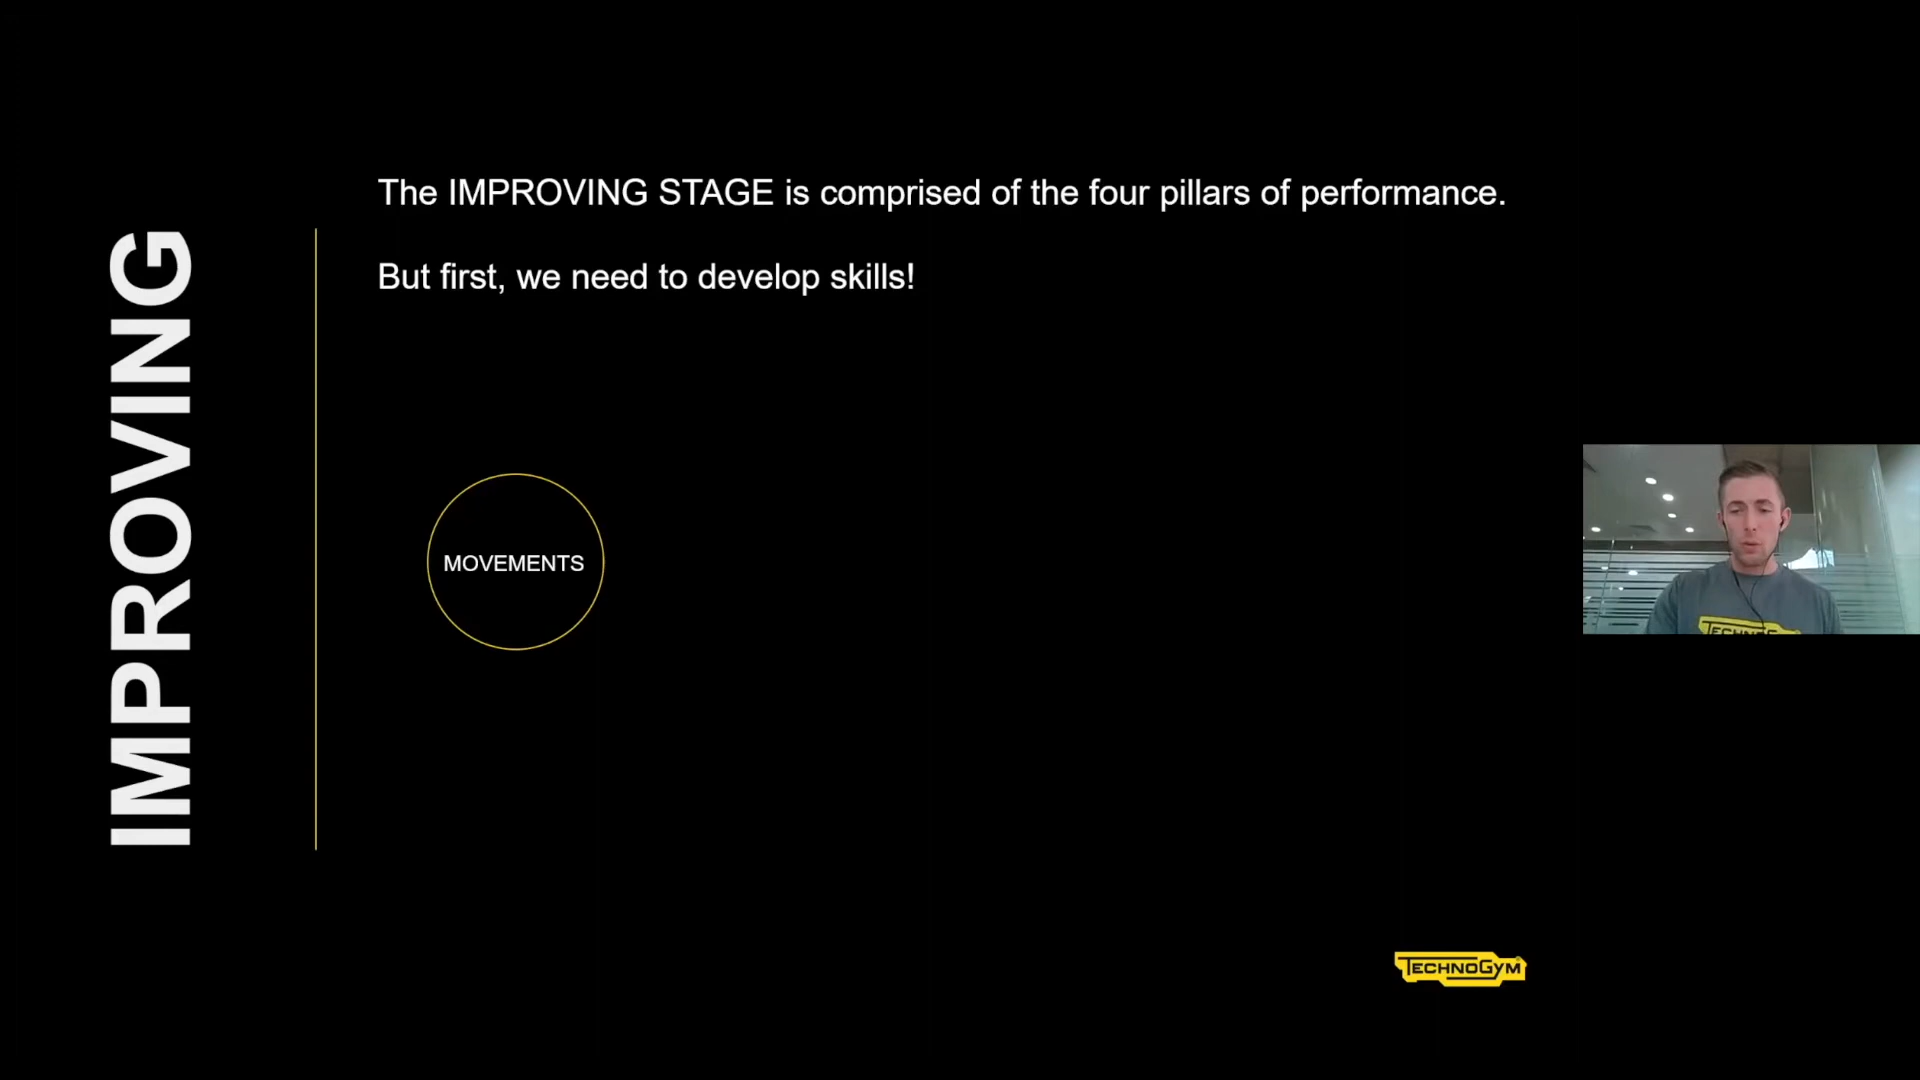 IMPROVING
The IMPROVING STAGE is comprised of the four pillars of performance.
But first, we need to develop skills!
MOVEMENTS
TECHNOGYM